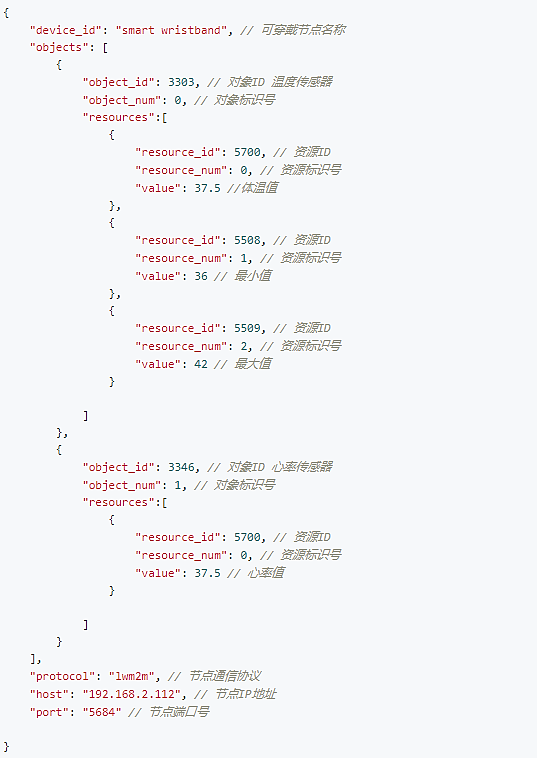 {
    "device_id": "smart wristband", // 可穿戴节点名称
    "objects": [
        {
            "object_id": 3303, // 对象ID 温度传感器
            "object_num": 0, // 对象标识号
            "resources":[
                {
                    "resource_id": 5700, // 资源ID
                    "resource_num": 0, // 资源标识号
                    "value": 37.5 //体温值
                },
                {
                    "resource_id": 5508, // 资源ID
                    "resource_num": 1, // 资源标识号
                    "value": 36 // 最小值
                },
                {
                    "resource_id": 5509, // 资源ID
                    "resource_num": 2, // 资源标识号
                    "value": 42 // 最大值
                }

            ]
        },
        {
            "object_id": 3346, // 对象ID 心率传感器
            "object_num": 1, // 对象标识号
            "resources":[
                {
                    "resource_id": 5700, // 资源ID
                    "resource_num": 0, // 资源标识号
                    "value": 37.5 // 心率值
                }

            ]
        }
    ],
    "protocol": "lwm2m", // 节点通信协议
    "host": "192.168.2.112", // 节点IP地址
    "port": "5684" // 节点端口号

}